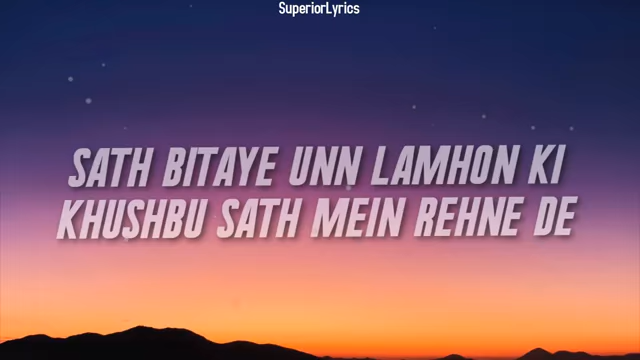 SuperiorLyrics
SATH BITAYE UNN LAMHON KI
KHUSHBU SATH MEIN REHNE DE